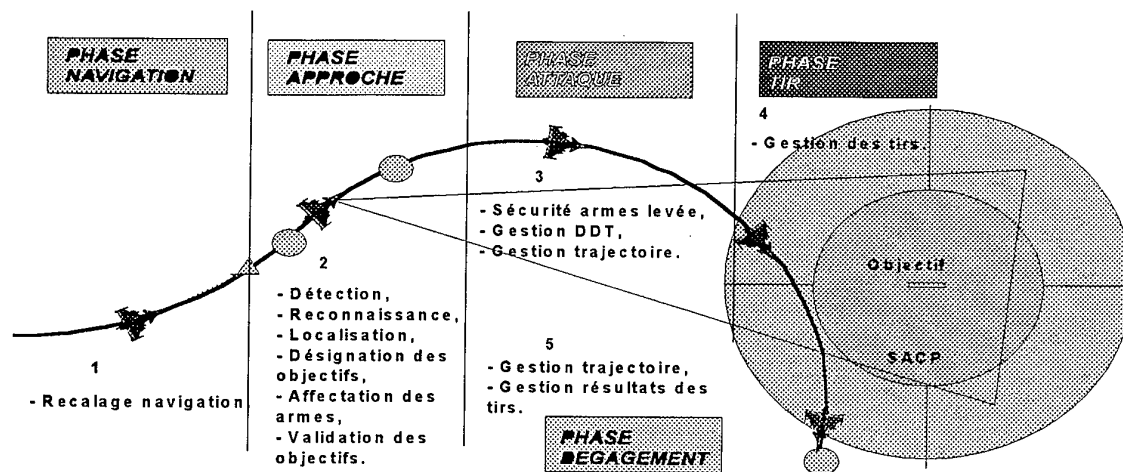 PHASE
NAVIGATION
PHASE
APPROCHE
PHASE
ATTAQUE
PHASE
TIR
1
- Recalage navigation
2
- Détection,
- Reconnaissance,
- Localisation,
- Désignation des
objectifs,
- Affectation des
armes,
- Validation des
objectifs.
3
- Sécurité armes levée,
- Gestion DDT,
- Gestion trajectoire.
4
- Gestion des tirs.
Objectif
SACP
5
- Gestion trajectoire,
- Gestion résultats des
tirs.
PHASE
DEGAGEMENT